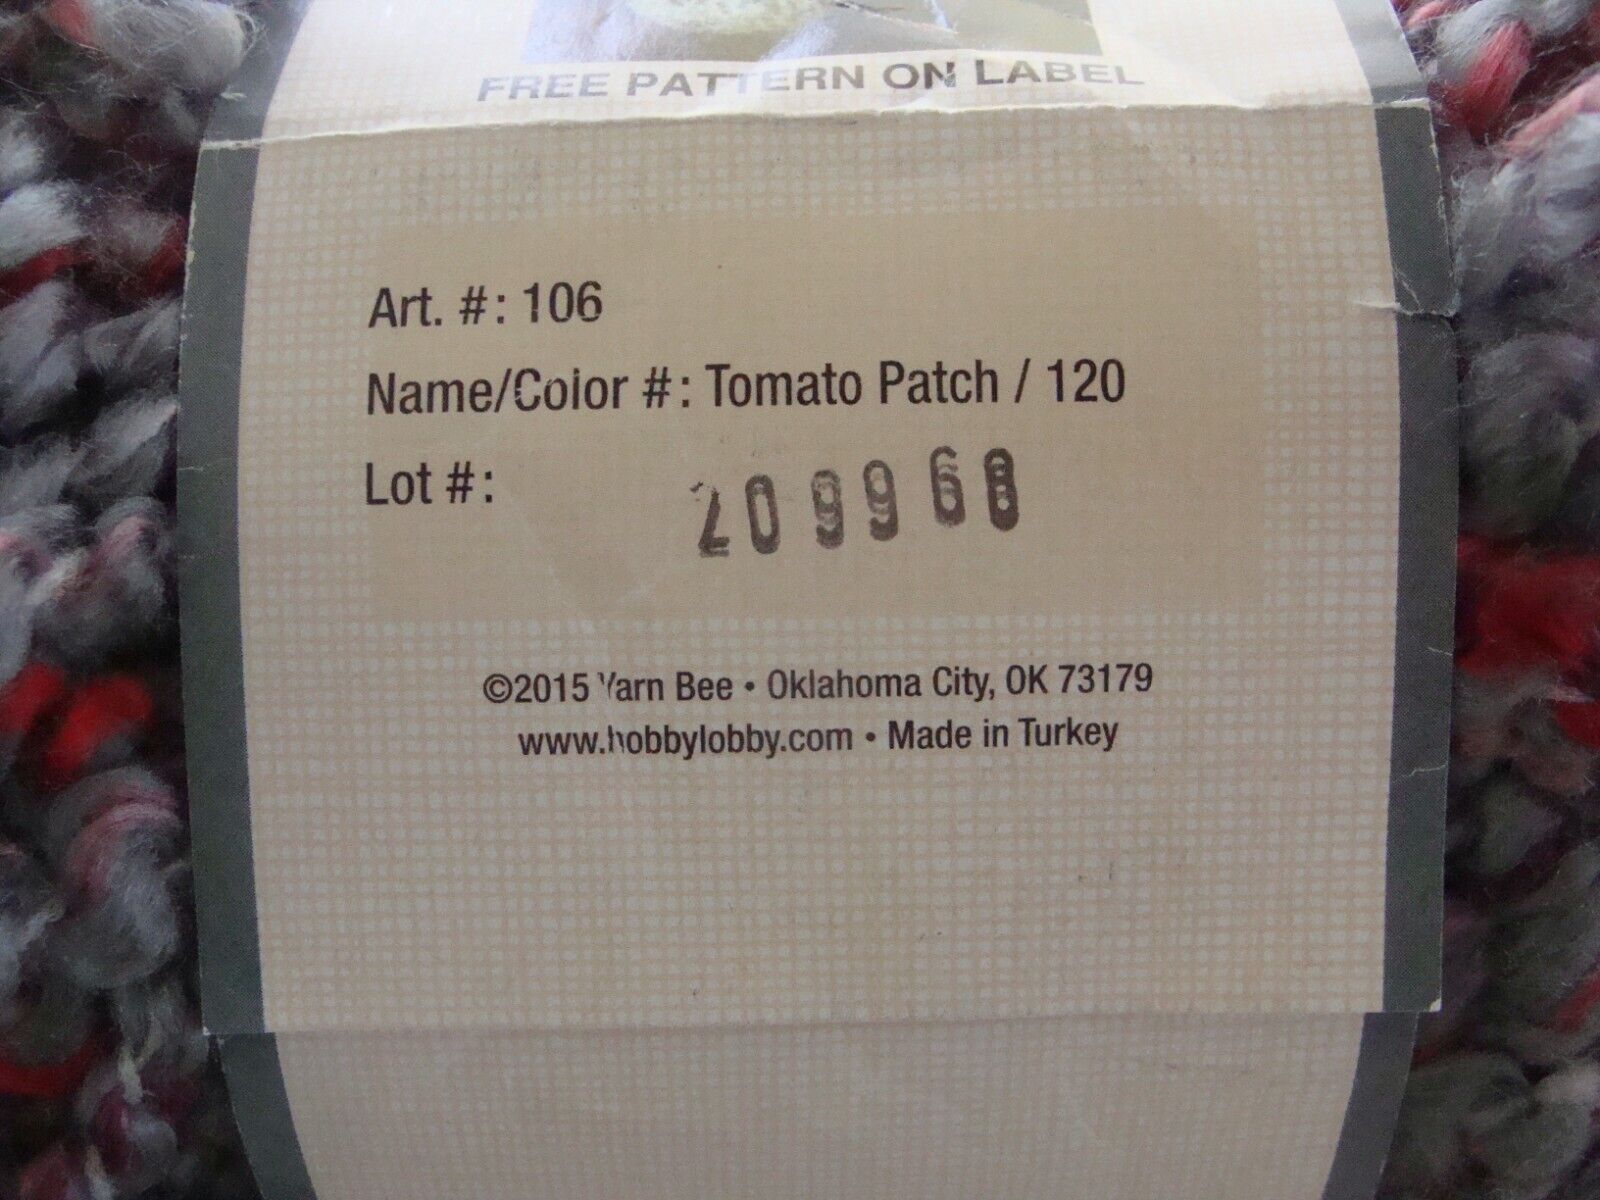 FREE PATTERN ON LABEL
Art. #: 106
Name/Color #: Tomato Patch / 120
Lot #:
©2015 Yarn Bee • Oklahoma City, OK 73179
www.hobbylobby.com • Made in Turkey